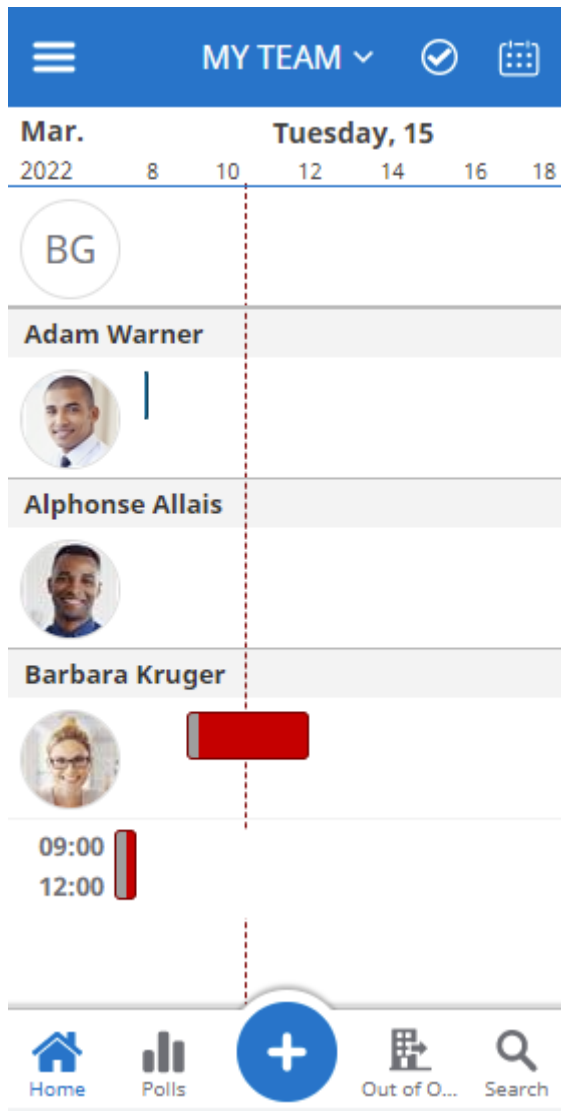 MY TEAM
Mar. Tuesday, 15
2022 8 10 12 14 16 18
BG
Adam Warner
Alphonse Allais
Barbara Kruger
09:00
12:00
Home Polls + Out of O... Search